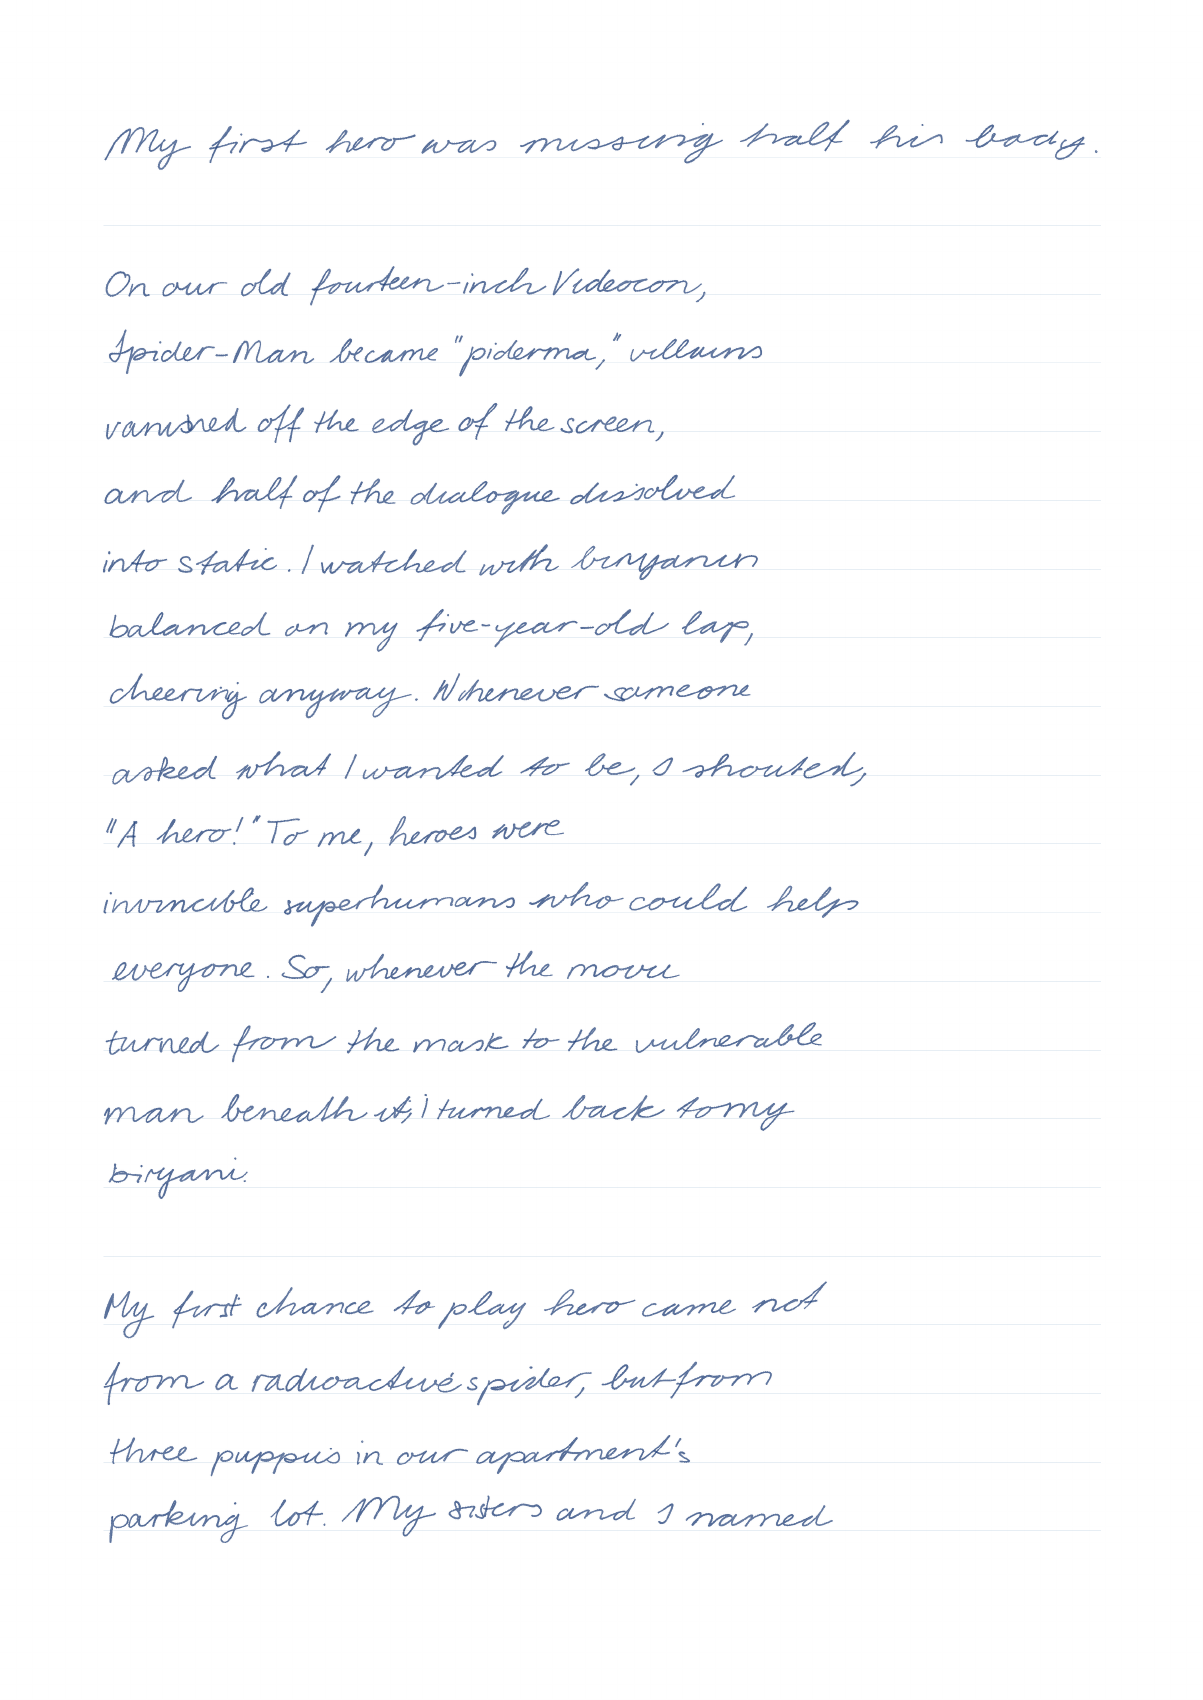 My first hero was missing half his body.
On our old fourteen-inch Videocon,
Spider-Man became "piderma," villains
vanished off the edge of the screen,
and half of the dialogue dissolved
into static. I watched with biryani in
balanced on my five-year-old lap,
cheering anyway. Whenever someone
asked what I wanted to be, I shouted,
"A hero!" To me, heroes were
invincible superhumans who could help
everyone. So, whenever the movie
turned from the mask to the vulnerable
man beneath it, I turned back to my
biryani.
My first chance to play hero came not
from a radioactive spider, but from
three puppies in our apartment's
parking lot. My sisters and I named